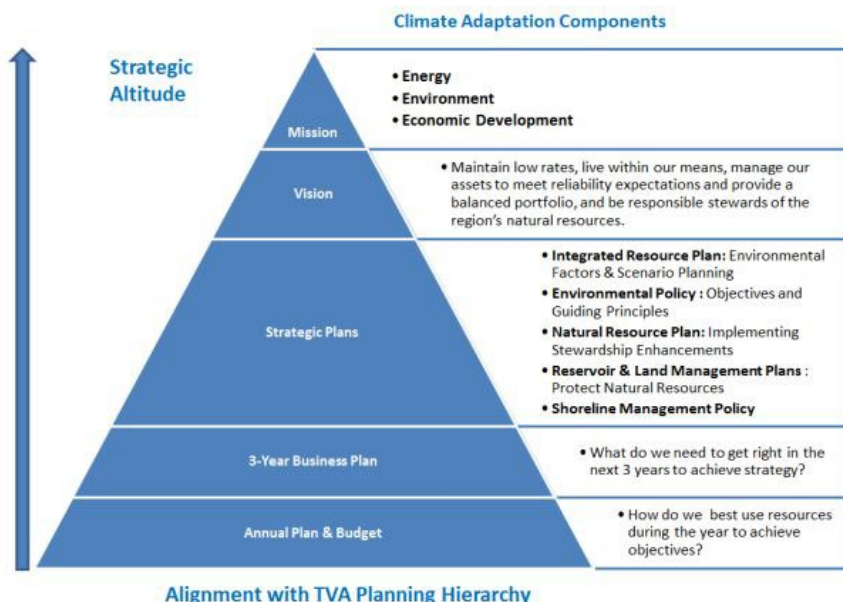 Climate Adaptation Components
Strategic
Altitude
Mission
• Energy
• Environment
• Economic Development
Vision
• Maintain low rates, live within our means, manage our
assets to meet reliability expectations and provide a
balanced portfolio, and be responsible stewards of the
region's natural resources.
Strategic Plans
• Integrated Resource Plan: Environmental
Factors & Scenario Planning
• Environmental Policy : Objectives and
Guiding Principles
• Natural Resource Plan: Implementing
Stewardship Enhancements
• Reservoir & Land Management Plans :
Protect Natural Resources
• Shoreline Management Policy
3-Year Business Plan
• What do we need to get right in the
next 3 years to achieve strategy?
Annual Plan & Budget
• How do we best use resources
during the year to achieve
objectives?
Alignment with TVA Planning Hierarchy